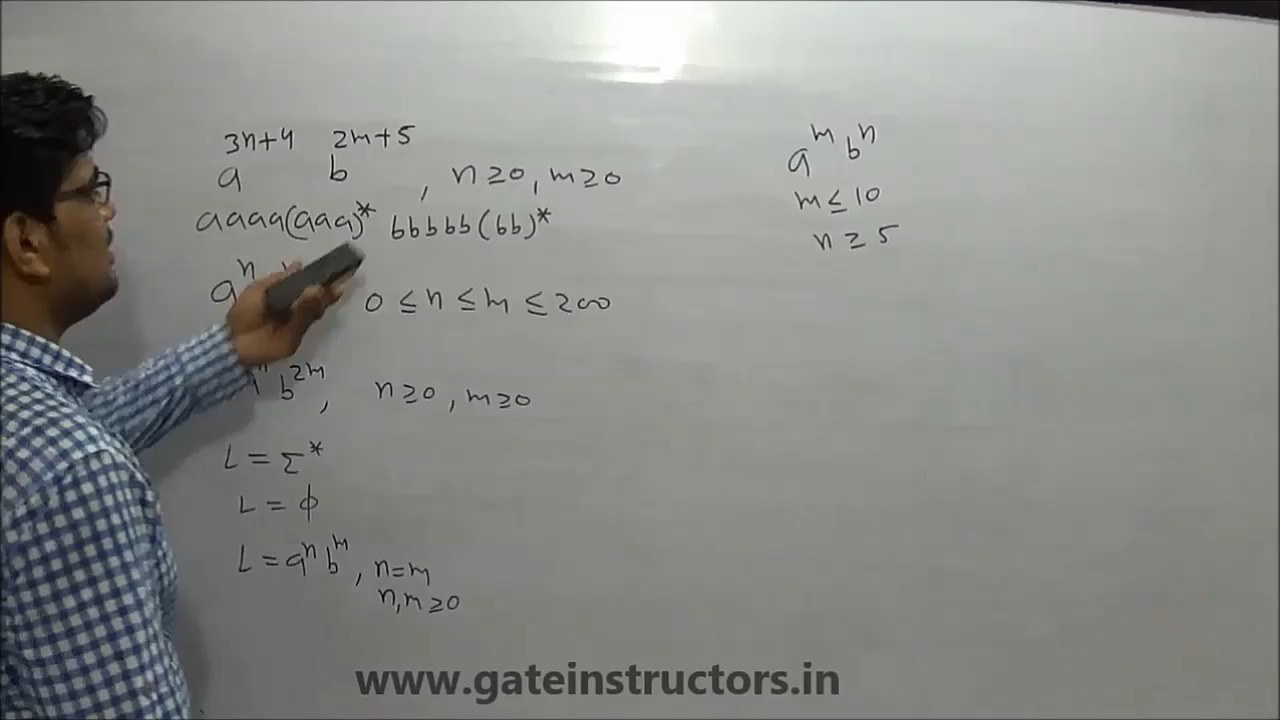 a^{3n+4} b^{2m+5} , n ≥ 0, m ≥ 0
aaaa(aaa)* bbbbb(bb)*
a^n 0 ≤ n ≤ m ≤ 200
b^{2m} , n ≥ 0, m ≥ 0
L = Σ*
L = ϕ
L = a^n b^m , n = m
n, m ≥ 0
a^m b^n
m ≤ 10
n ≥ 5
www.gateinstructors.in